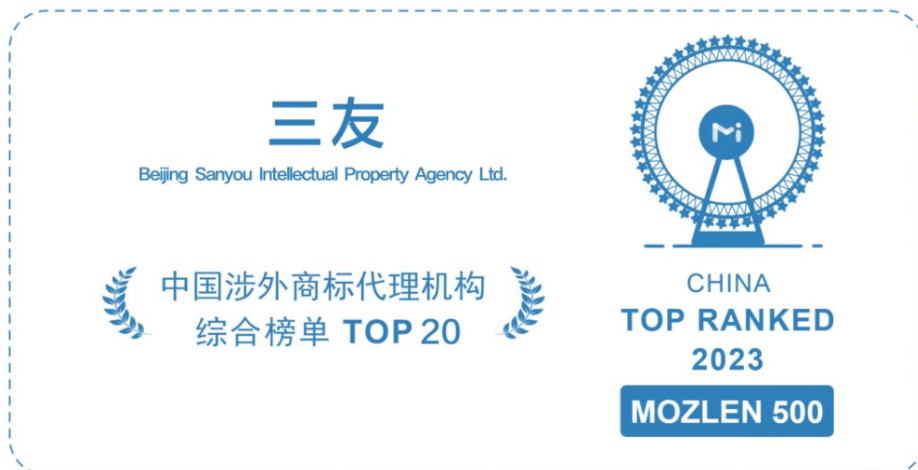 三友
Beijing Sanyou Intellectual Property Agency Ltd.
中国涉外商标代理机构
综合榜单 TOP 20
Mi
CHINA
TOP RANKED
2023
MOZLEN 500